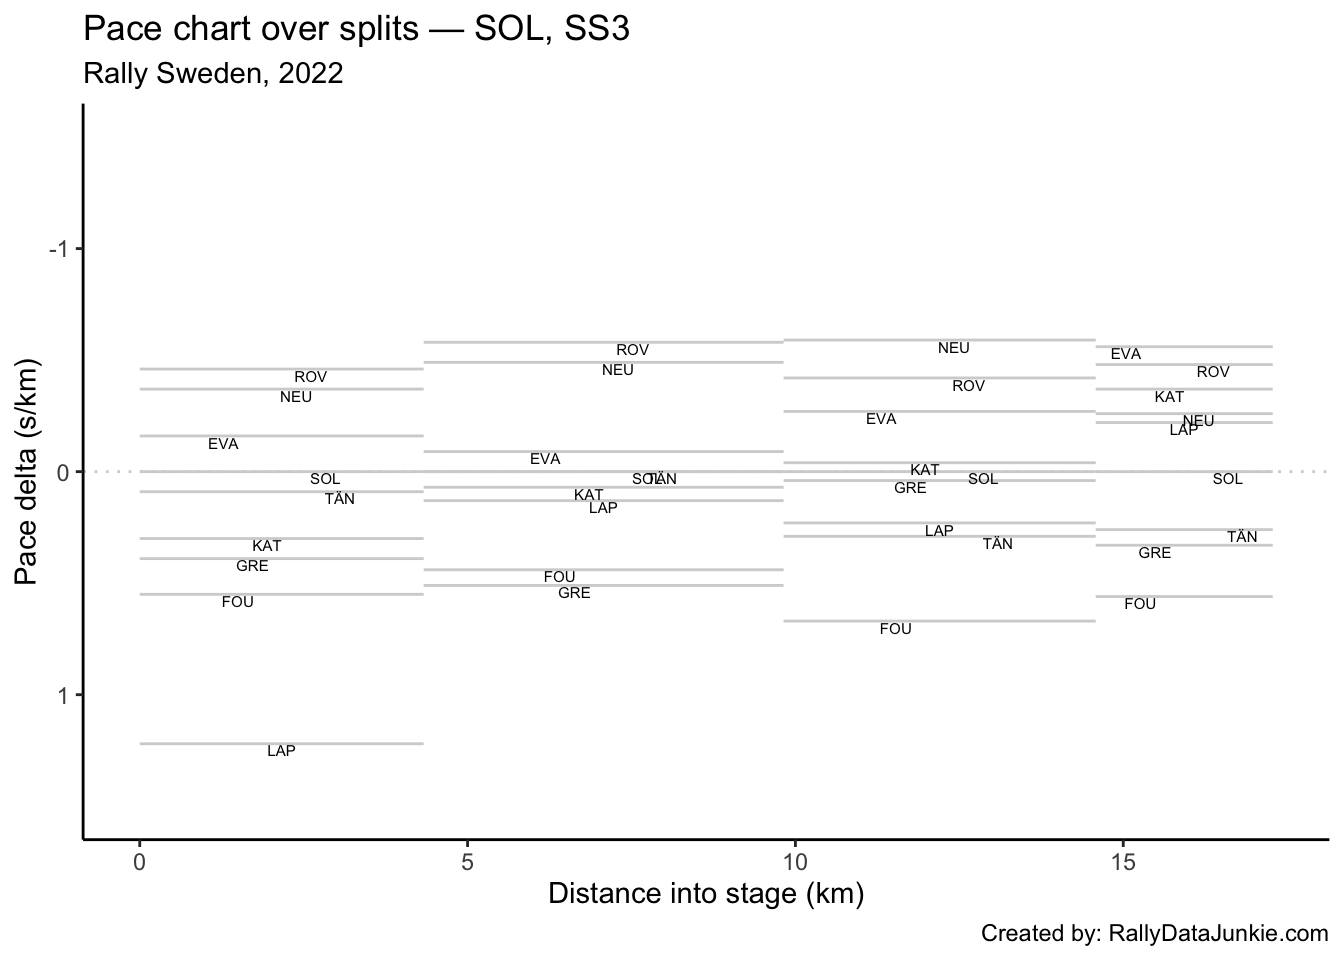 Pace chart over splits — SOL, SS3
Rally Sweden, 2022
Pace delta (s/km)
-1
0
1
ROV
NEU
EVA
SOL
TÄN
KAT
GRE
FOU
LAP
ROV
NEU
EVA
SOL
TÄN
KAT
LAP
FOU
GRE
NEU
ROV
EVA
KAT
SOL
GRE
LAP
TÄN
FOU
EVA
ROV
KAT
NEU
LAP
SOL
TÄN
GRE
FOU
0 5 10 15
Distance into stage (km)
Created by: RallyDataJunkie.com